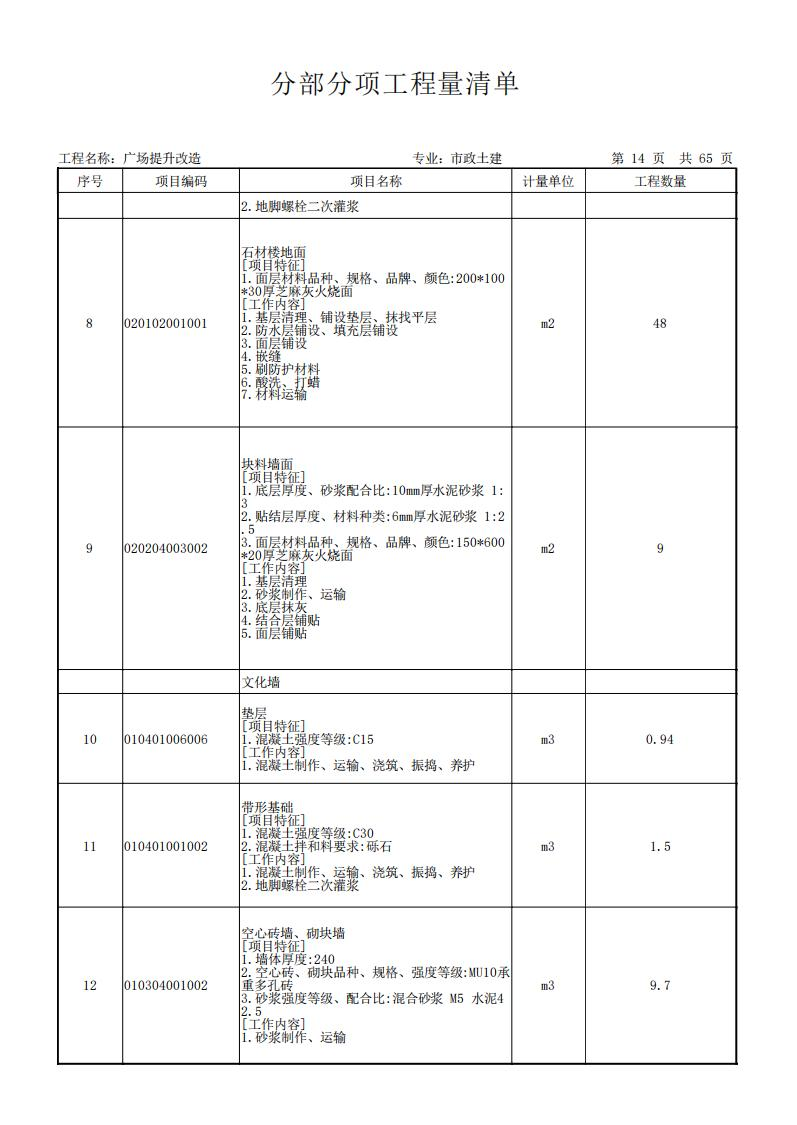 分部分项工程量清单
工程名称: 广场提升改造 专业: 市政土建 第 14 页 共 65 页
序号 项目编码 项目名称 计量单位 工程数量
2.地脚螺栓二次灌浆
石材楼地面
[项目特征]
1.面层材料品种、规格、品牌、颜色:200*100
*30厚芝麻灰火烧面
[工作内容]
1.基层清理、铺设垫层、抹找平层
8 020102001001 2.防水层铺设、填充层铺设 m2 48
3.面层铺设
4.嵌缝
5.刷防护材料
6.酸洗、打蜡
7.材料运输
块料墙面
[项目特征]
1.底层厚度、砂浆配合比:10mm厚水泥砂浆 1:
3
2.贴结层厚度、材料种类:6mm厚水泥砂浆 1:2
.5
3.面层材料品种、规格、品牌、颜色:150*600
9 020204003002 *20厚芝麻灰火烧面 m2 9
[工作内容]
1.基层清理
2.砂浆制作、运输
3.底层抹灰
4.结合层铺贴
5.面层铺贴
文化墙
垫层
[项目特征]
10 010401006006 1.混凝土强度等级:C15 m3 0.94
[工作内容]
1.混凝土制作、运输、浇筑、振捣、养护
带形基础
[项目特征]
1.混凝土强度等级:C30
11 010401001002 2.混凝土拌和料要求:砾石 m3 1.5
[工作内容]
1.混凝土制作、运输、浇筑、振捣、养护
2.地脚螺栓二次灌浆
空心砖墙、砌块墙
[项目特征]
1.墙体厚度:240
2.空心砖、砌块品种、规格、强度等级:MU10承
12 010304001002 重多孔砖 m3 9.7
3.砂浆强度等级、配合比:混合砂浆 M5 水泥4
2.5
[工作内容]
1.砂浆制作、运输